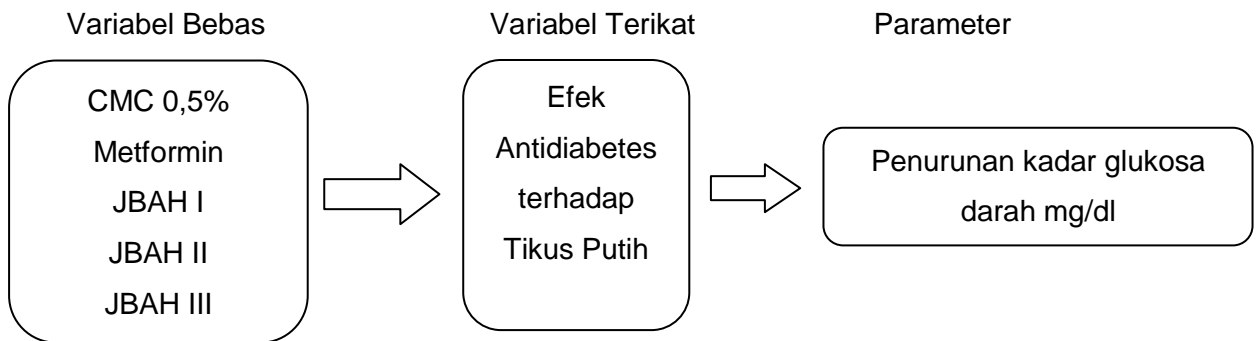 Variabel Bebas
Variabel Terikat
Parameter
CMC 0,5%
Metformin
JBAH I
JBAH II
JBAH III
Efek
Antidiabetes
terhadap
Tikus Putih
Penurunan kadar glukosa
darah mg/dl